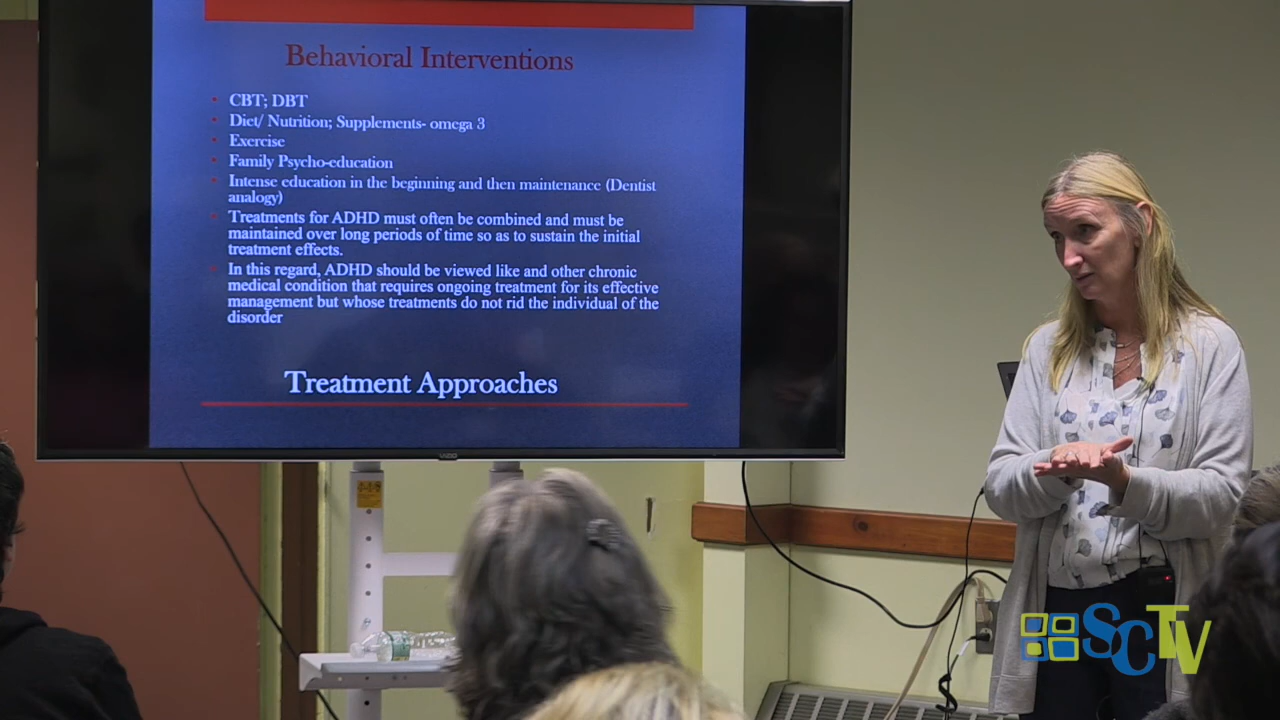 Behavioral Interventions
CBT; DBT
Diet/ Nutrition; Supplements- omega 3
Exercise
Family Psycho-education
Intense education in the beginning and then maintenance (Dentist
analogy)
Treatments for ADHD must often be combined and must be
maintained over long periods of time so as to sustain the initial
treatment effects.
In this regard, ADHD should be viewed like and other chronic
medical condition that requires ongoing treatment for its effective
management but whose treatments do not rid the individual of the
disorder
Treatment Approaches
VIZIO
SCTV